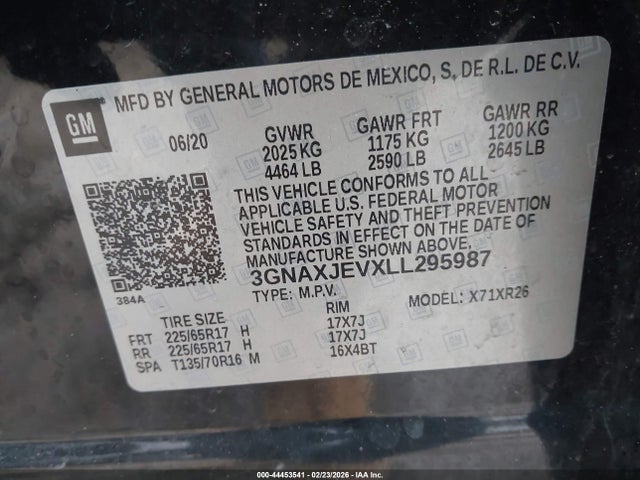 GM
MFD BY GENERAL MOTORS DE MEXICO, S, DE R.L. DE C.V.
06/20 GVWR GAWR FRT GAWR RR
2025 KG 1175 KG 1200 KG
4464 LB 2590 LB 2645 LB
THIS VEHICLE CONFORMS TO ALL
APPLICABLE U.S. FEDERAL MOTOR
VEHICLE SAFETY AND THEFT PREVENTION
STANDARDS IN EFFECT ON THE DATE OF
MANUFACTURE SHOWN ABOVE.
3GNAXJEVXLL295987
384A
TYPE: M.P.V. MODEL: X71XR26
TIRE SIZE RIM
FRT 225/65R17 H 17X7J
RR 225/65R17 H 17X7J
SPA T135/70R16 M 16X4BT
000-44453541 - 02/23/2026 - IAAI Inc.